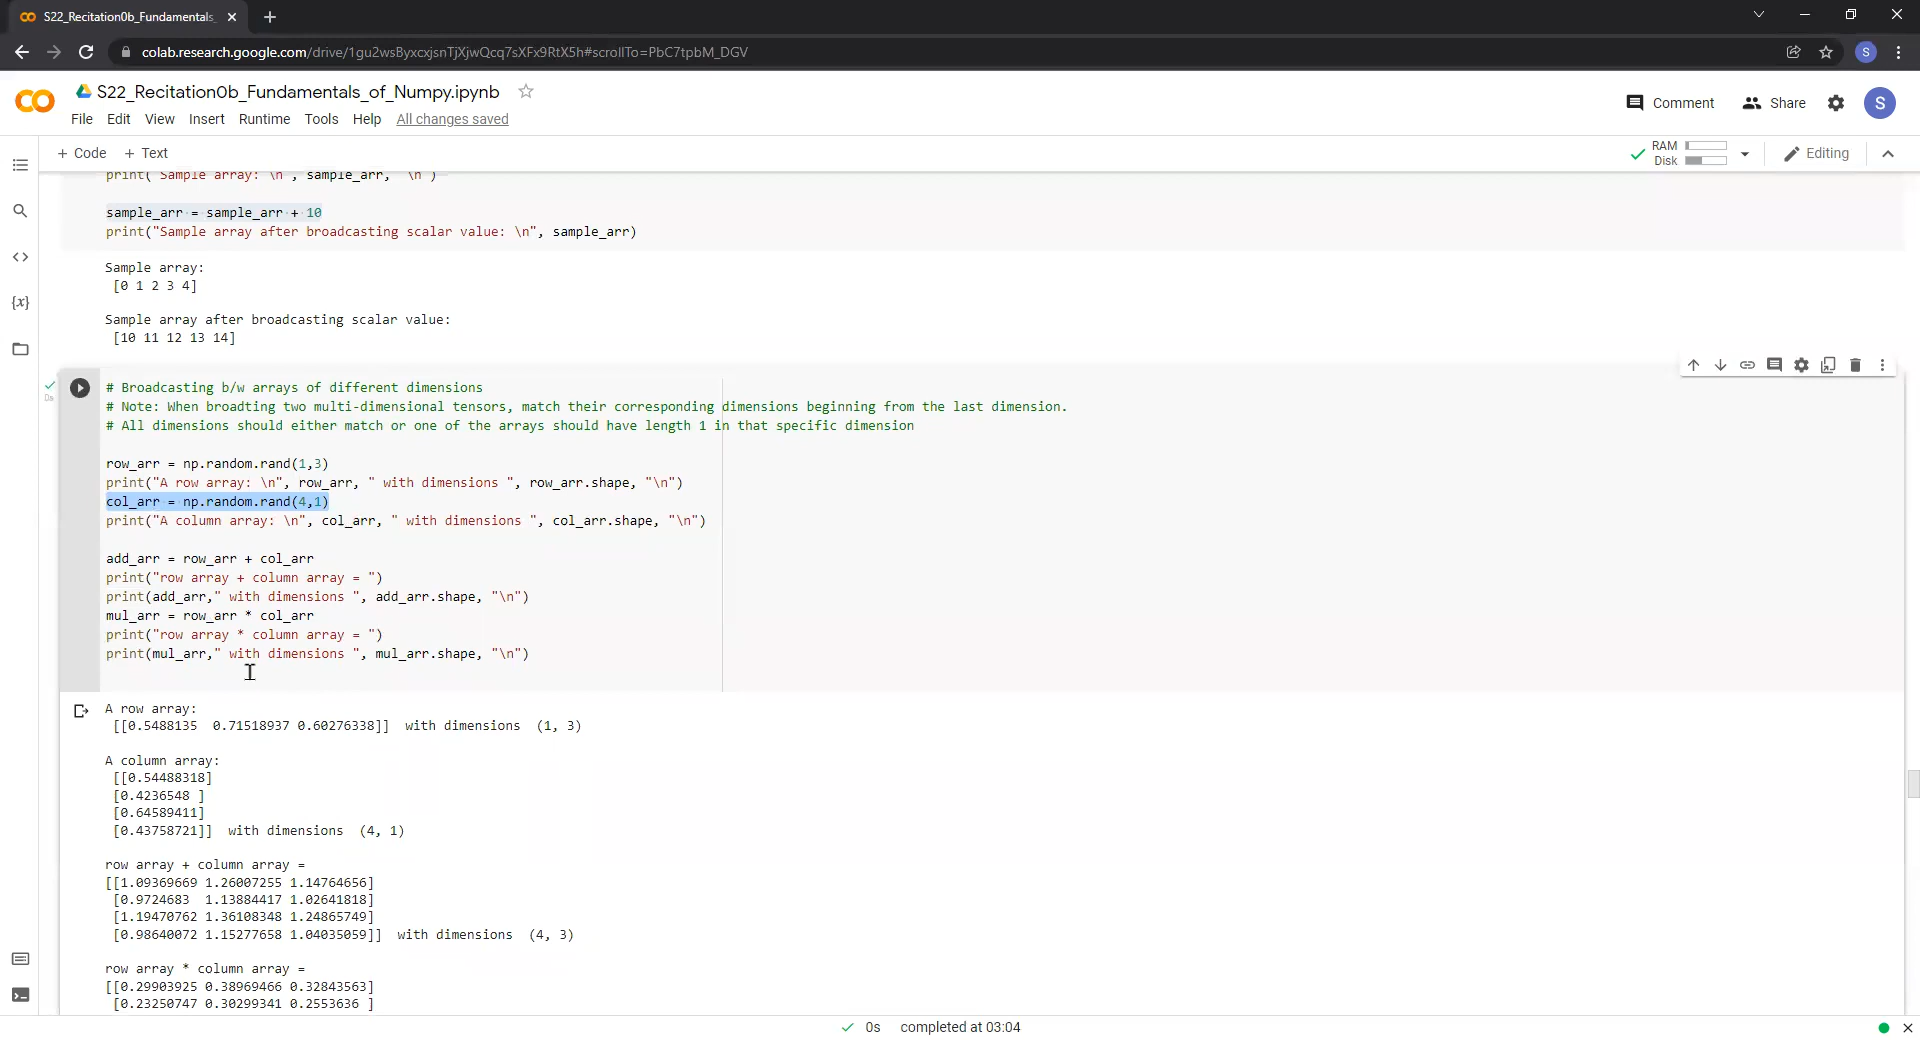 S22_Recitation0b_Fundamentals_
colab.research.google.com/drive/1gu2wsByxcxjsnTjXjwQcq7sXFx9RtX5h#scrollTo=PbC7tpbM_DGV
S
S22_Recitation0b_Fundamentals_of_Numpy.ipynb
Comment
Share
S
File Edit View Insert Runtime Tools Help All changes saved
+ Code + Text
RAM
Disk
Editing
print("Sample array: \n", sample_arr, "\n")
sample_arr = sample_arr + 10
print("Sample array after broadcasting scalar value: \n", sample_arr)
Sample array:
[0 1 2 3 4]
Sample array after broadcasting scalar value:
[10 11 12 13 14]
0s
# Broadcasting b/w arrays of different dimensions
# Note: When broadting two multi-dimensional tensors, match their corresponding dimensions beginning from the last dimension.
# All dimensions should either match or one of the arrays should have length 1 in that specific dimension
row_arr = np.random.rand(1,3)
print("A row array: \n", row_arr, " with dimensions ", row_arr.shape, "\n")
col_arr = np.random.rand(4,1)
print("A column array: \n", col_arr, " with dimensions ", col_arr.shape, "\n")
add_arr = row_arr + col_arr
print("row array + column array = ")
print(add_arr," with dimensions ", add_arr.shape, "\n")
mul_arr = row_arr * col_arr
print("row array * column array = ")
print(mul_arr," with dimensions ", mul_arr.shape, "\n")
A row array:
[[0.5488135  0.71518937 0.60276338]]  with dimensions  (1, 3)
A column array:
[[0.54488318]
[0.4236548 ]
[0.64589411]
[0.43758721]]  with dimensions  (4, 1)
row array + column array =
[[1.09369669 1.26007255 1.14764656]
[0.9724683  1.13884417 1.02641818]
[1.19470762 1.36108348 1.24865749]
[0.98640072 1.15277658 1.04035059]]  with dimensions  (4, 3)
row array * column array =
[[0.29903925 0.38969466 0.32843563]
[0.23250747 0.30299341 0.2553636 ]
0s completed at 03:04